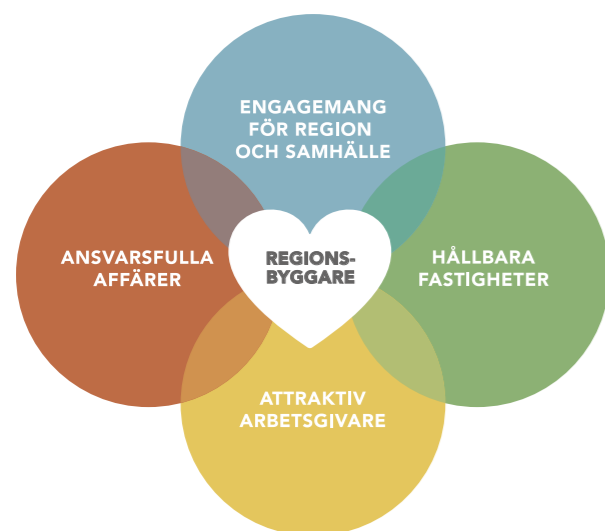 ENGAGEMANG
FÖR REGION
OCH SAMHÄLLE
ANSVARSFULLA
AFFÄRER
REGIONS-
BYGGARE
HÅLLBARA
FASTIGHETER
ATTRAKTIV
ARBETSGIVARE